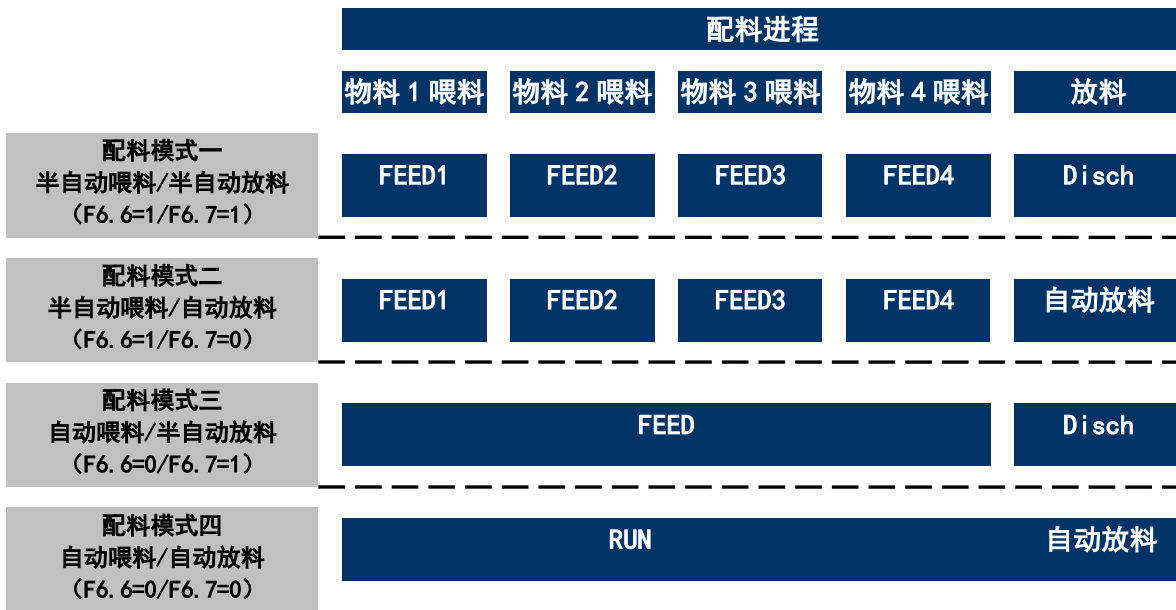 配料进程
物料 1 喂料 物料 2 喂料 物料 3 喂料 物料 4 喂料 放料
配料模式一
半自动喂料/半自动放料
（F6.6=1/F6.7=1）
FEED1 FEED2 FEED3 FEED4 Disch
配料模式二
半自动喂料/自动放料
（F6.6=1/F6.7=0）
FEED1 FEED2 FEED3 FEED4 自动放料
配料模式三
自动喂料/半自动放料
（F6.6=0/F6.7=1）
FEED Disch
配料模式四
自动喂料/自动放料
（F6.6=0/F6.7=0）
RUN 自动放料